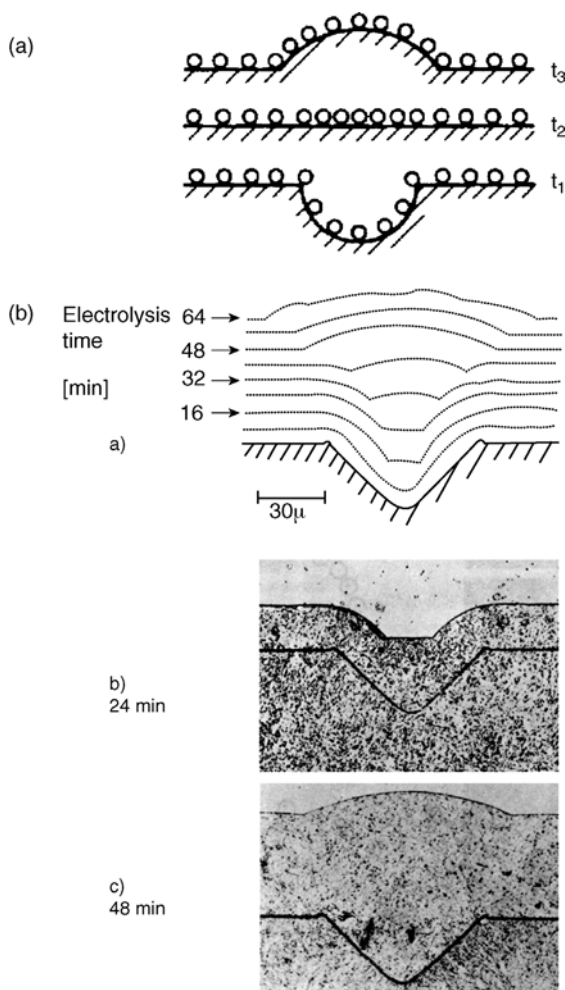 (a)
t3
t2
t1
(b) Electrolysis time [min]
64
48
32
16
a)
30μ
b)
24 min
c)
48 min